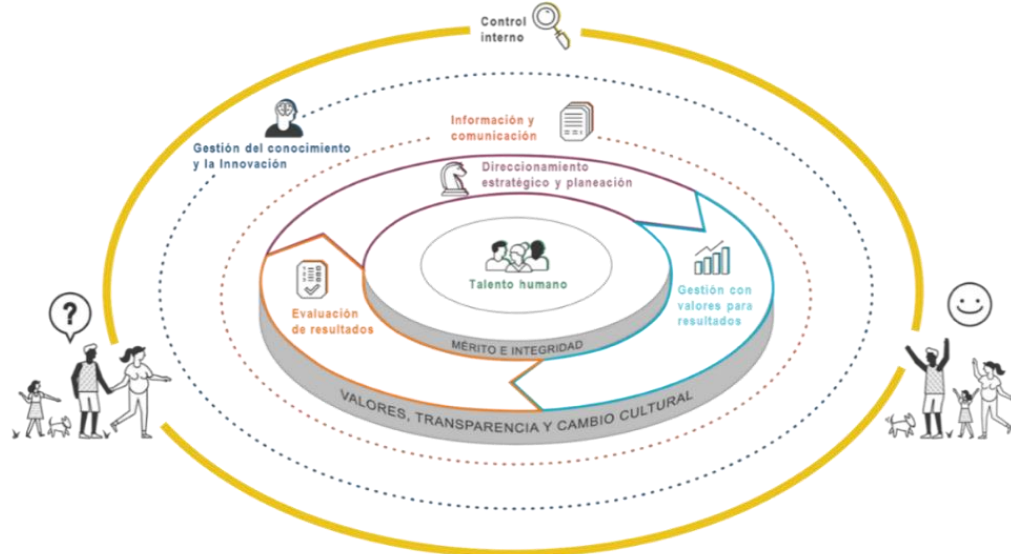 Control
interno
Información y
comunicación
Gestión del conocimiento
y la Innovación
Direccionamiento
estratégico y planeación
Talento humano
Gestión con
valores para
resultados
Evaluación
de resultados
MÉRITO E INTEGRIDAD
VALORES, TRANSPARENCIA Y CAMBIO CULTURAL
?